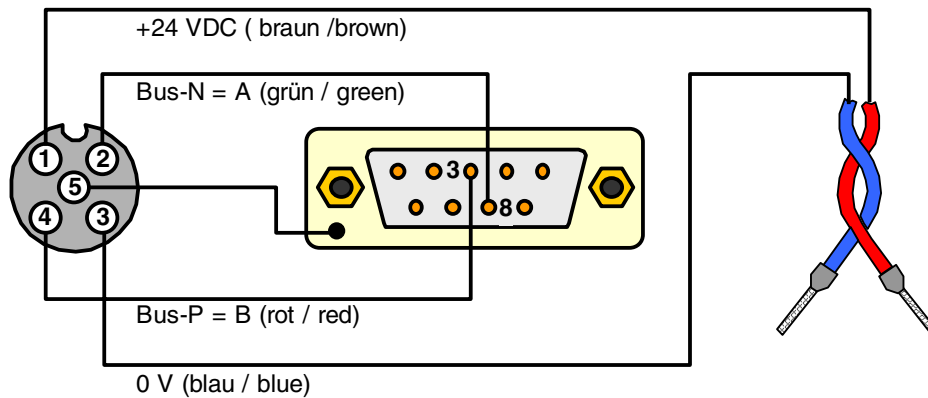 +24 VDC ( braun /brown)
Bus-N = A (grün / green)
1 2
5
4 3
3
8
Bus-P = B (rot / red)
0 V (blau / blue)